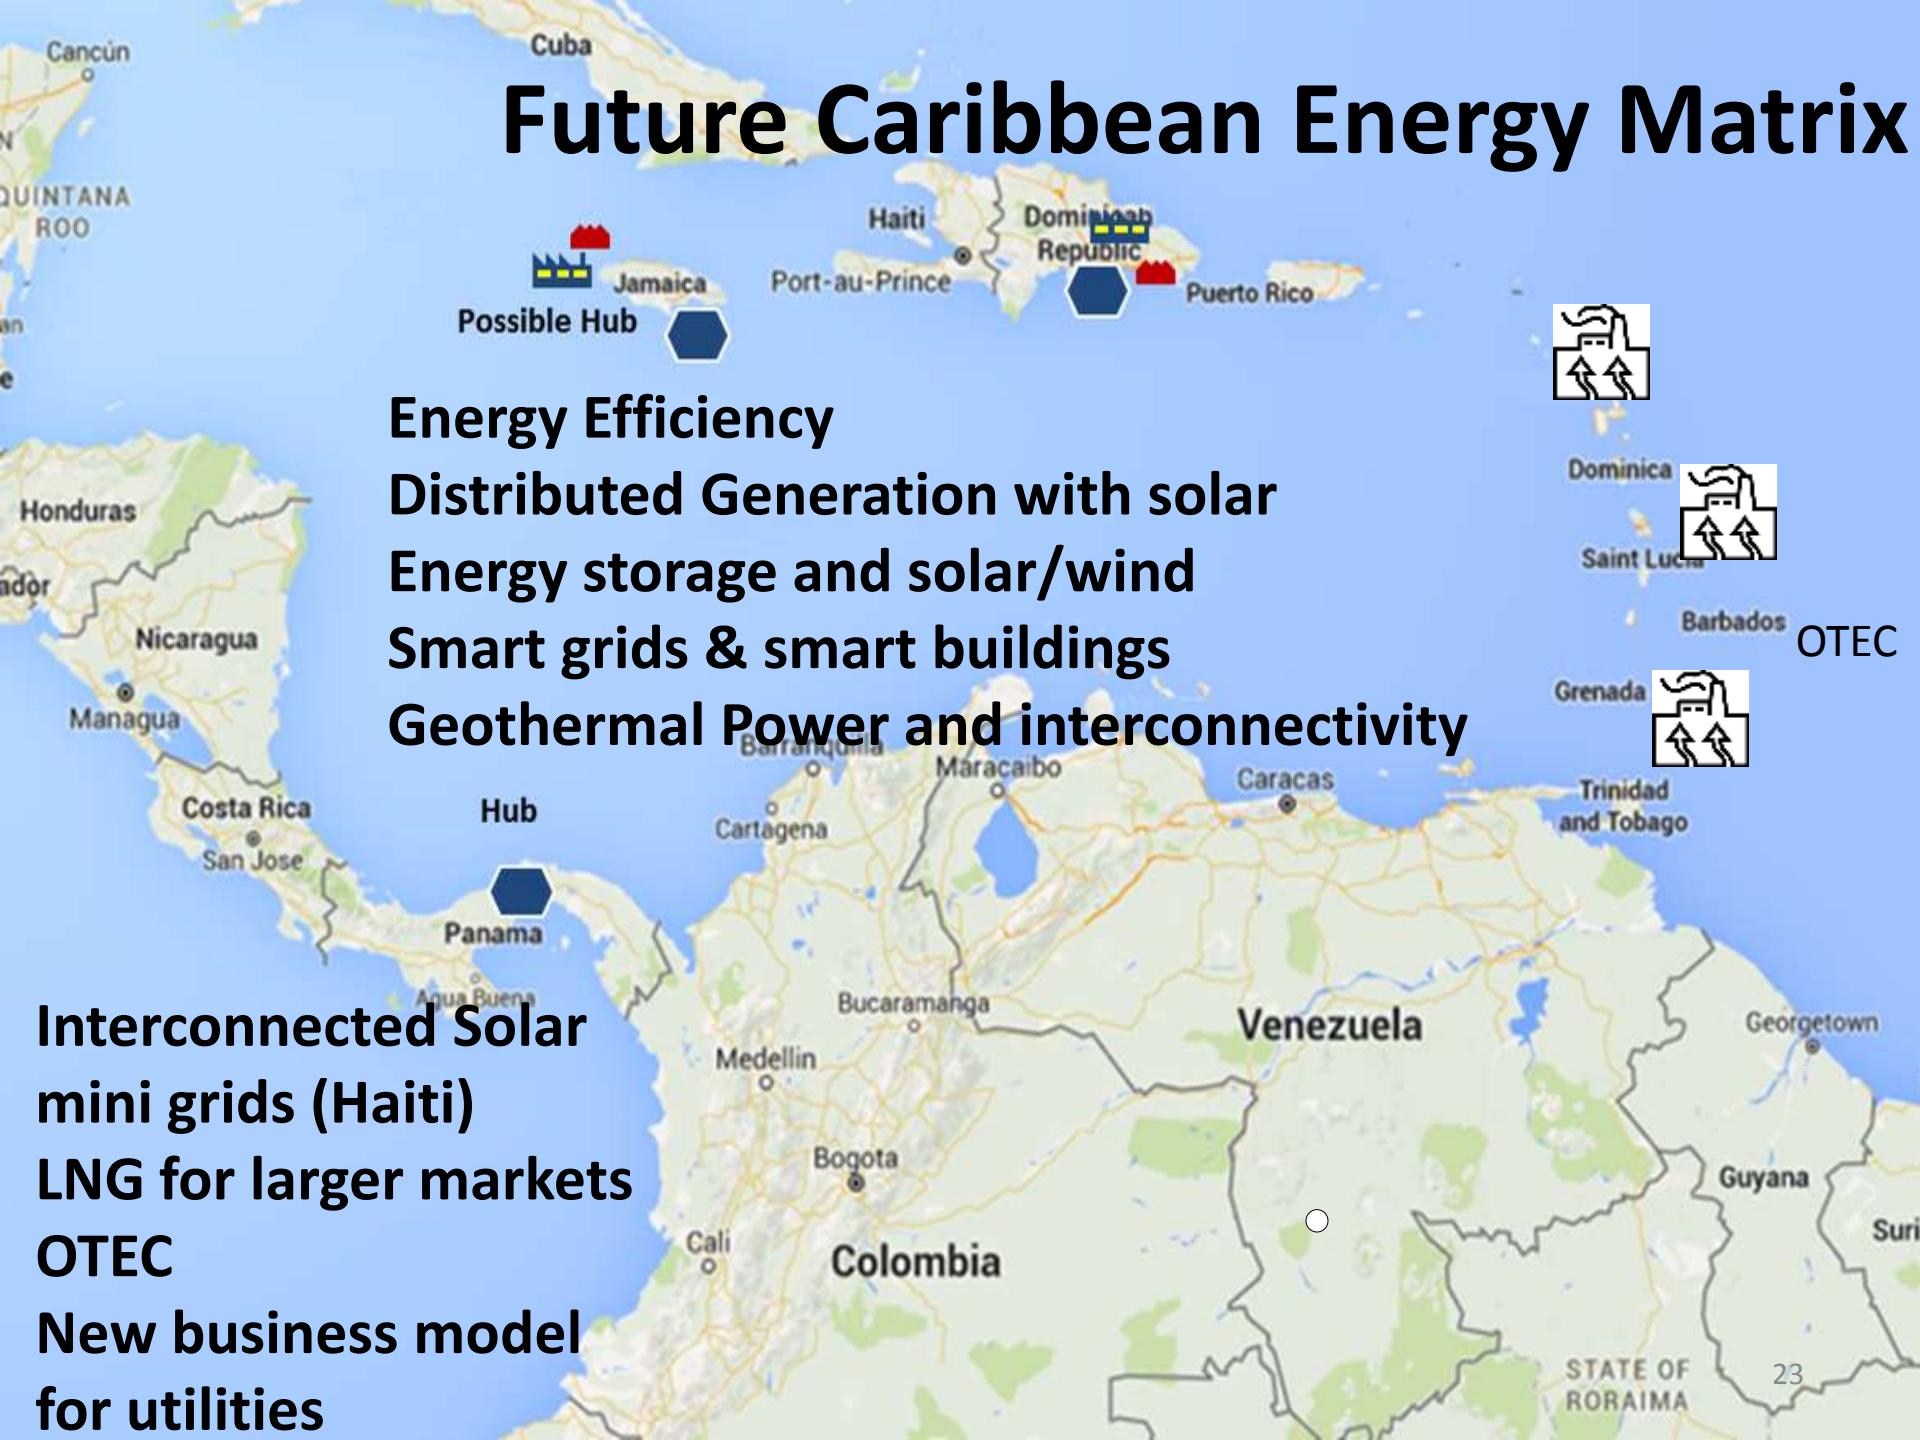 Cancún
Cuba
Future Caribbean Energy Matrix
N
QUINTANA
ROO
Haiti
Dominican
Republic
Jamaica
Port-au-Prince
Puerto Rico
Possible Hub
an
e
Energy Efficiency
Distributed Generation with solar
Energy storage and solar/wind
Smart grids & smart buildings
Geothermal Power and interconnectivity
Dominica
Saint Lucia
Barbados
OTEC
Grenada
Honduras
ador
Nicaragua
Managua
Barranquilla
Maracaibo
Caracas
Trinidad
and Tobago
Costa Rica
Hub
Cartagena
San Jose
Panama
Agua Buena
Bucaramanga
Venezuela
Georgetown
Interconnected Solar
mini grids (Haiti)
LNG for larger markets
OTEC
New business model
for utilities
Medellin
Bogota
Guyana
Cali
Colombia
Suri
STATE OF
RORAIMA
23